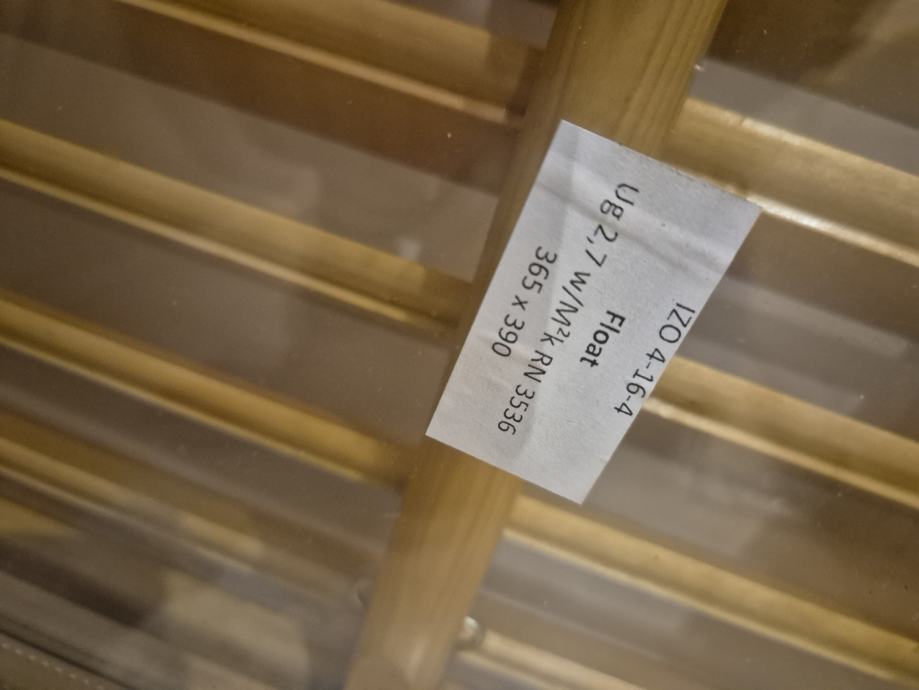 IZO 4-16-4
Float
Ug 2,7 W/M²k RN 3536
365 x 390